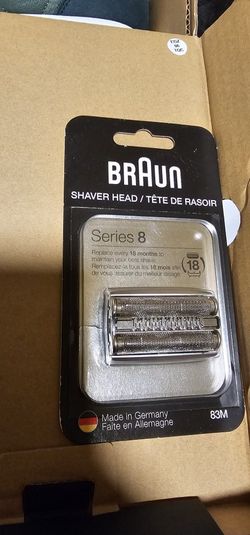 BRAUN
SHAVER HEAD / TÊTE DE RASOIR
Series 8
Replace every 18 months to
maintain your best shave.
Remplacez-le tous les 18 mois afin
de vous assurer du meilleur rasage.
18
Made in Germany
Faite en Allemagne
83M